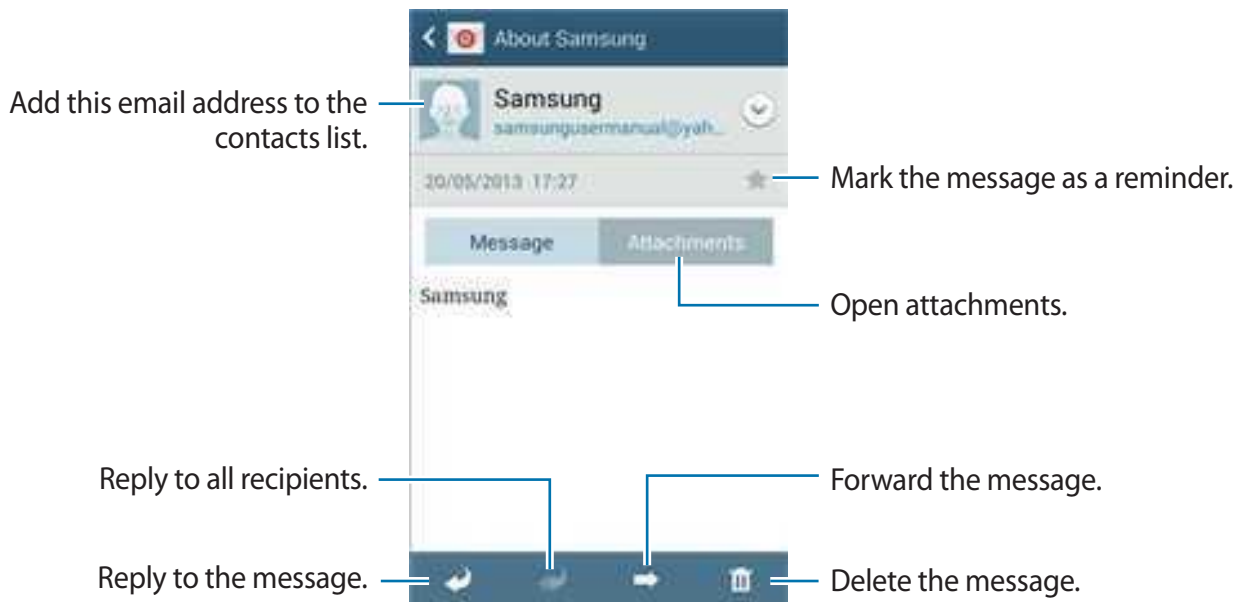 About Samsung
Add this email address to the
contacts list.
Samsung
samsungusermanual@yah...
20/05/2013 17:27
Mark the message as a reminder.
Message Attachments
Samsung
Open attachments.
Reply to all recipients.
Forward the message.
Reply to the message.
Delete the message.